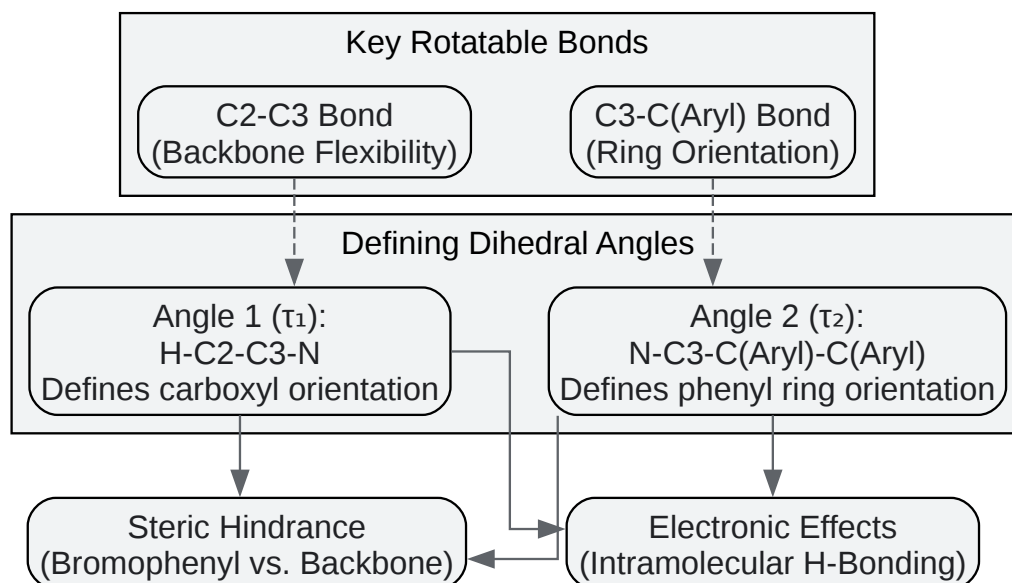 Key Rotatable Bonds
C2-C3 Bond
(Backbone Flexibility)
C3-C(Aryl) Bond
(Ring Orientation)
Defining Dihedral Angles
Angle 1 (τ₁):
H-C2-C3-N
Defines carboxyl orientation
Angle 2 (τ₂):
N-C3-C(Aryl)-C(Aryl)
Defines phenyl ring orientation
Steric Hindrance
(Bromophenyl vs. Backbone)
Electronic Effects
(Intramolecular H-Bonding)